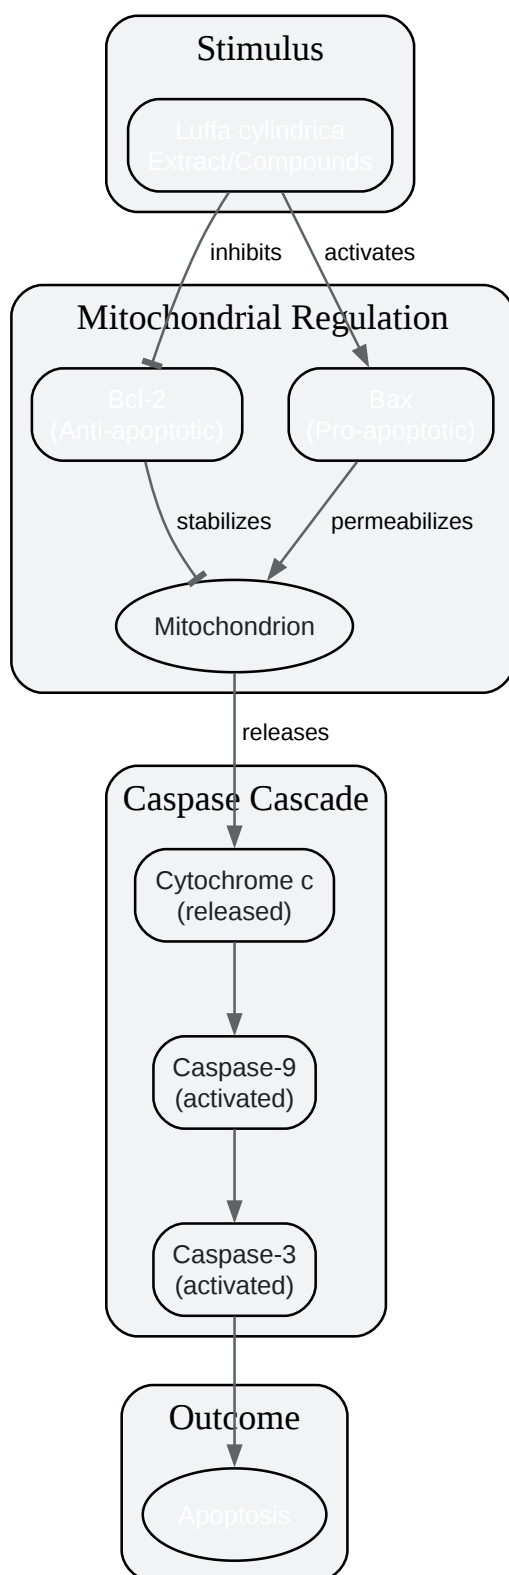 Stimulus
Luffa cylindrica
Extract/Compounds
inhibits
activates
Mitochondrial Regulation
Bcl-2
(Anti-apoptotic)
Bax
(Pro-apoptotic)
stabilizes
permeabilizes
Mitochondrion
releases
Caspase Cascade
Cytochrome c
(released)
Caspase-9
(activated)
Caspase-3
(activated)
Outcome
Apoptosis